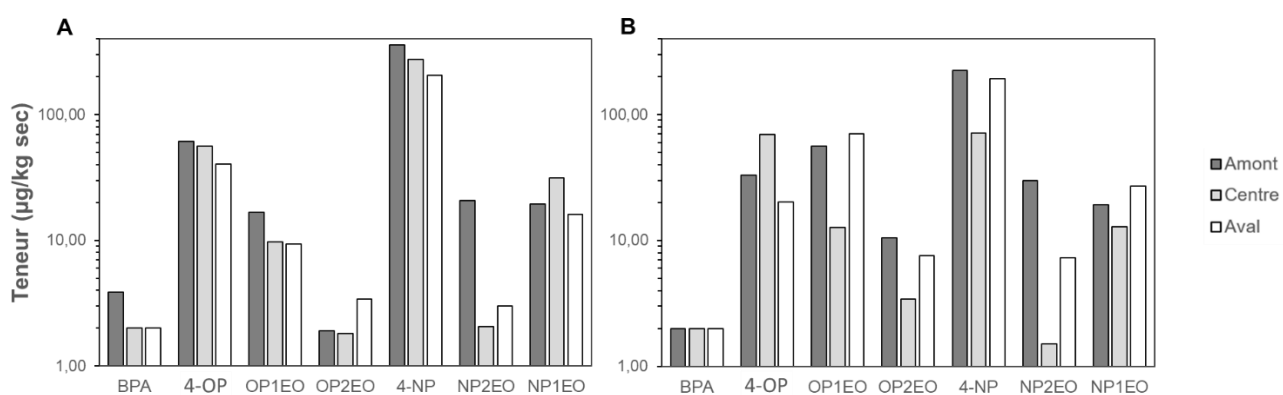 A
B
Teneur (µg/kg sec)
100,00
10,00
1,00
BPA
4-OP
OP1EO
OP2EO
4-NP
NP2EO
NP1EO
100,00
10,00
1,00
BPA
4-OP
OP1EO
OP2EO
4-NP
NP2EO
NP1EO
Amont
Centre
Aval